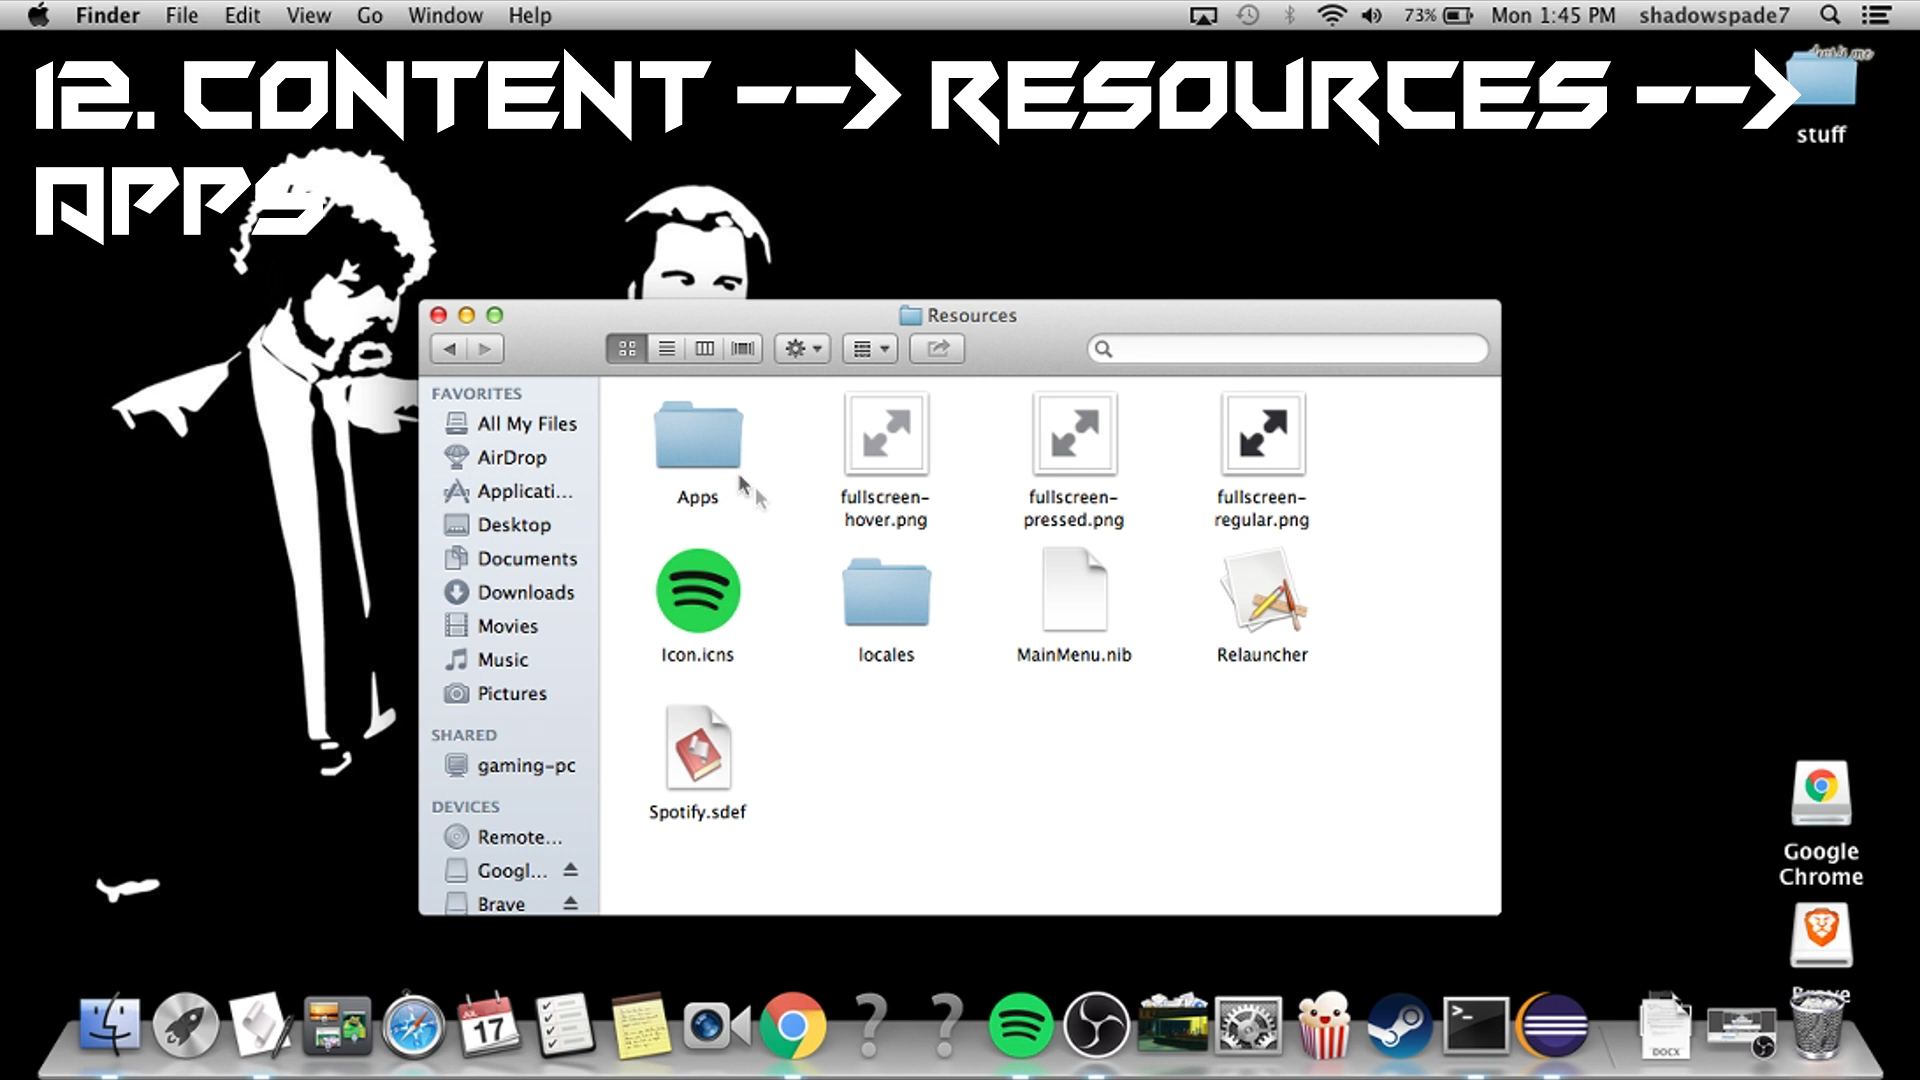 Finder File Edit View Go Window Help 73% Mon 1:45 PM shadowspade7
12. CONTENT --> RESOURCES -->
APPS
stuff
Resources
FAVORITES
All My Files
AirDrop
Applicati...
Desktop
Documents
Downloads
Movies
Music
Pictures
SHARED
gaming-pc
DEVICES
Remote...
Googl...
Brave
Apps
fullscreen-
hover.png
fullscreen-
pressed.png
fullscreen-
regular.png
Icon.icns
locales
MainMenu.nib
Relauncher
Spotify.sdef
Google
Chrome
Brave
JUL
17
DOCX